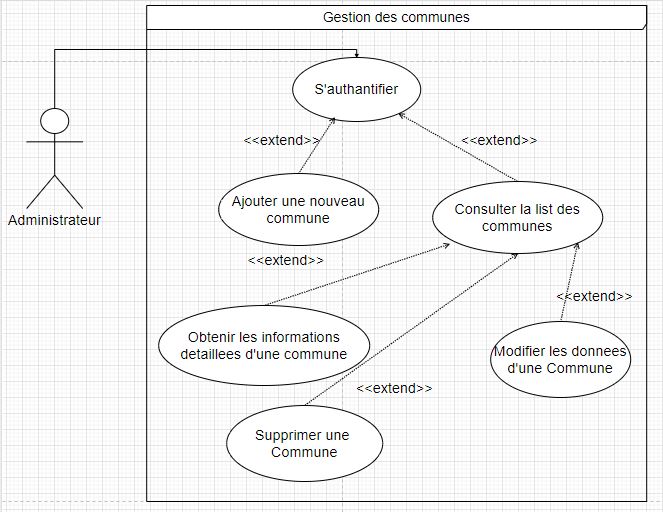 Gestion des communes
S'authantifier
<<extend>>
<<extend>>
Ajouter une nouveau
commune
Consulter la list des
communes
Administrateur
<<extend>>
<<extend>>
Obtenir les informations
detaillees d'une commune
Modifier les donnees
d'une Commune
<<extend>>
Supprimer une
Commune